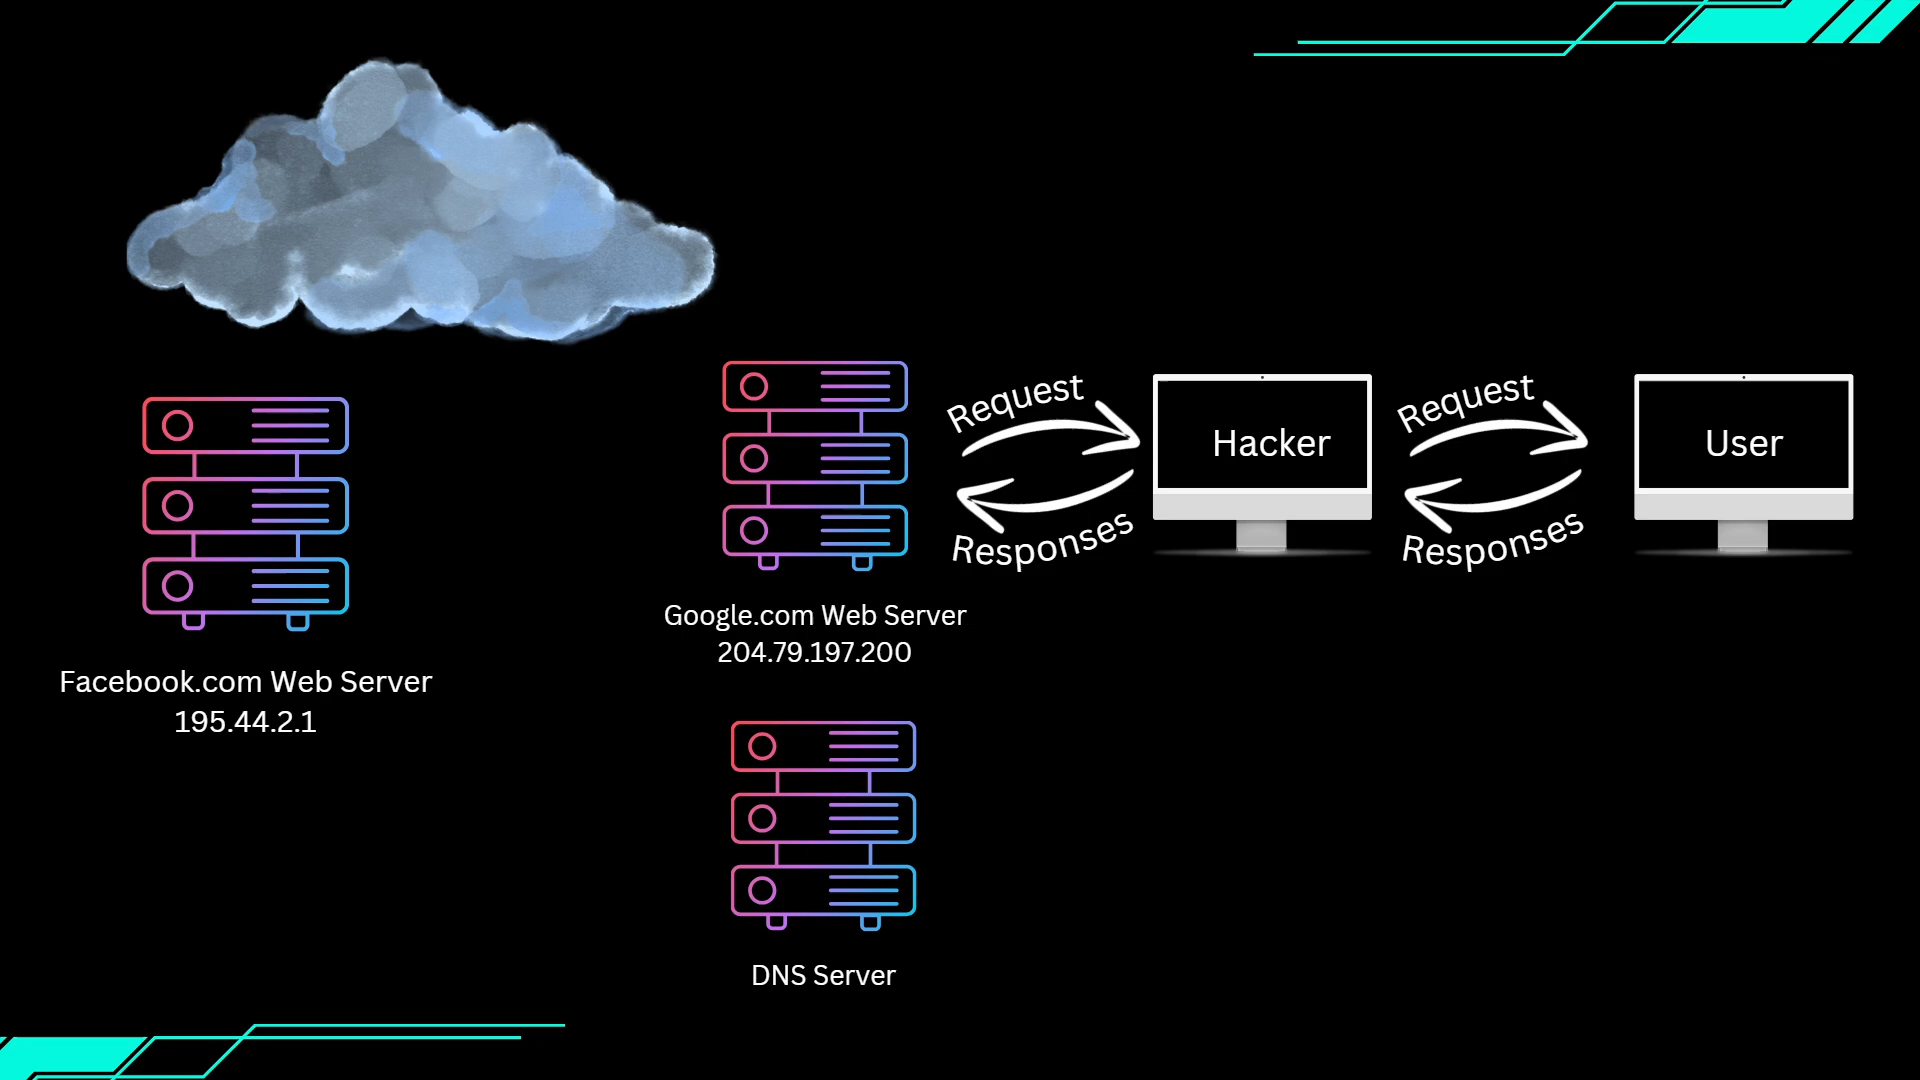 Request
Request
Hacker
User
Responses
Responses
Google.com Web Server
204.79.197.200
Facebook.com Web Server
195.44.2.1
DNS Server